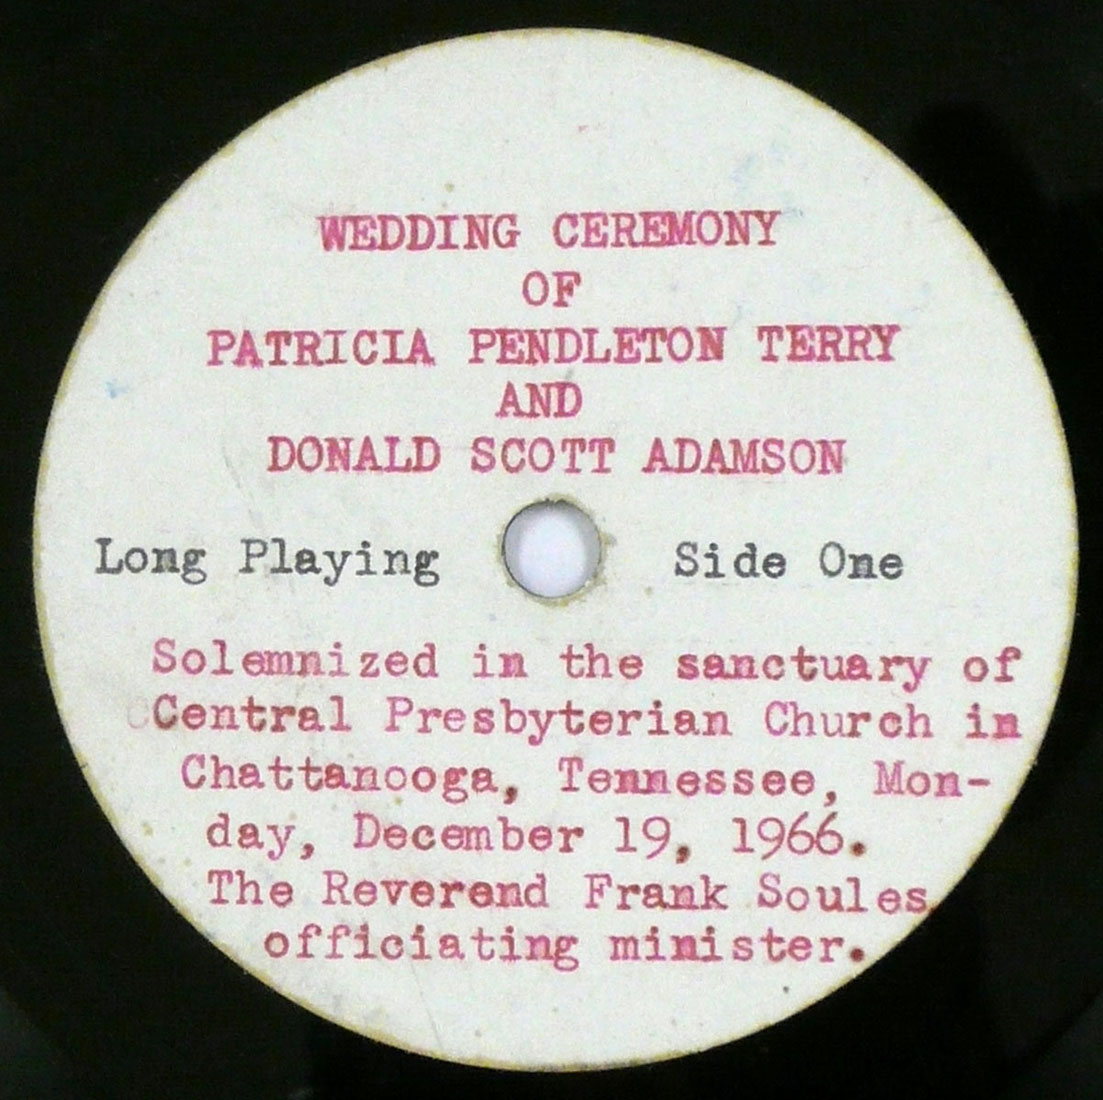 WEDDING CEREMONY
OF
PATRICIA PENDLETON TERRY
AND
DONALD SCOTT ADAMSON
Long Playing Side One
Solemnized in the sanctuary of
Central Presbyterian Church in
Chattanooga, Tennessee, Mon-
day, December 19, 1966.
The Reverend Frank Soules
officiating minister.